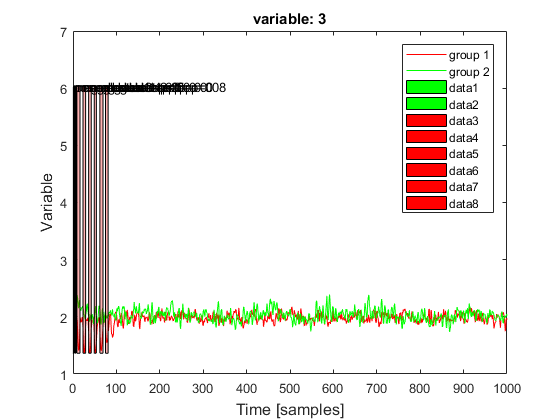 variable: 3
7
6
5
4
3
2
1
Variable
008
group 1
group 2
data1
data2
data3
data4
data5
data6
data7
data8
0
100
200
300
400
500
600
700
800
900
1000
Time [samples]